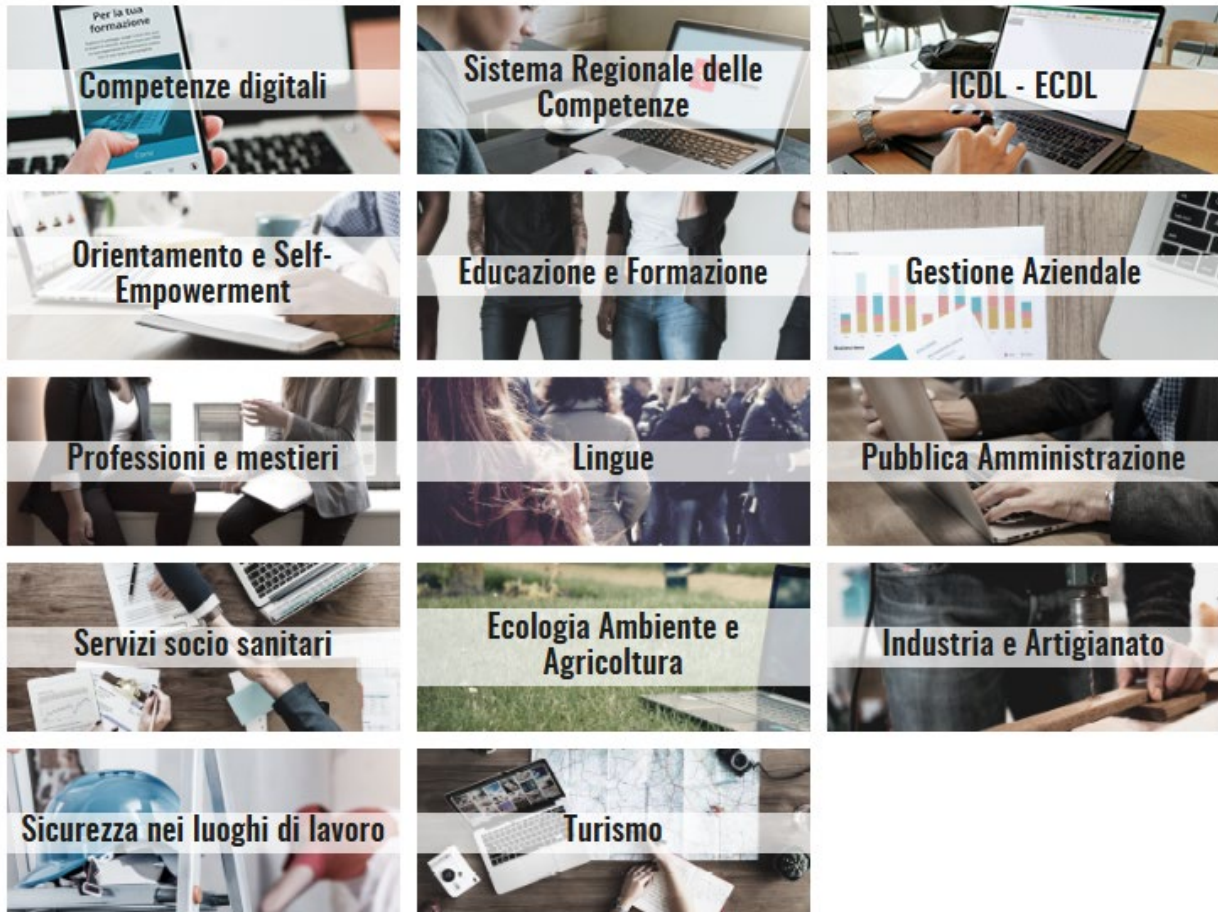 Per la tua
formazione
Competenze digitali
Sistema Regionale delle
Competenze
ICDL - ECDL
Orientamento e Self-
Empowerment
Educazione e Formazione
Gestione Aziendale
Professioni e mestieri
Lingue
Pubblica Amministrazione
Servizi socio sanitari
Ecologia Ambiente e
Agricoltura
Industria e Artigianato
Sicurezza nei luoghi di lavoro
Turismo